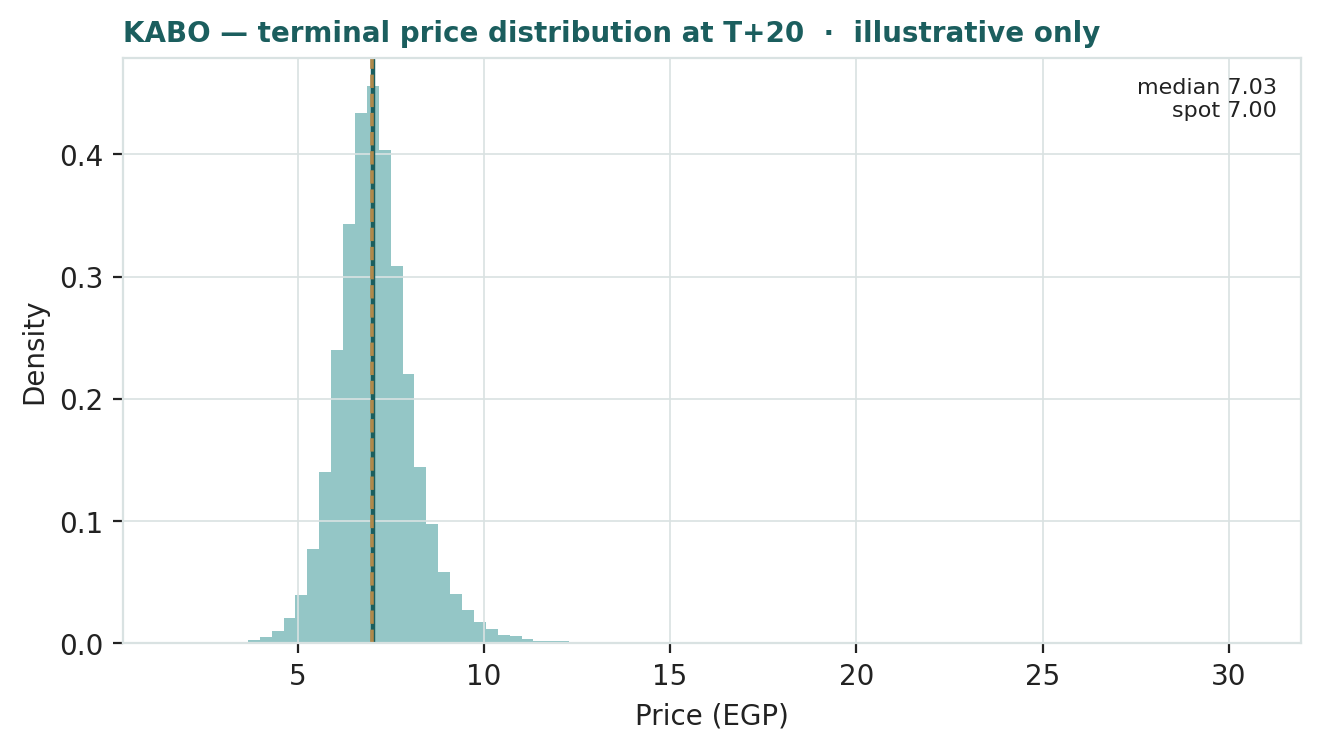 KABO — terminal price distribution at T+20  ·  illustrative only
median 7.03
spot 7.00
Density
0.4
0.3
0.2
0.1
0.0
5 10 15 20 25 30
Price (EGP)